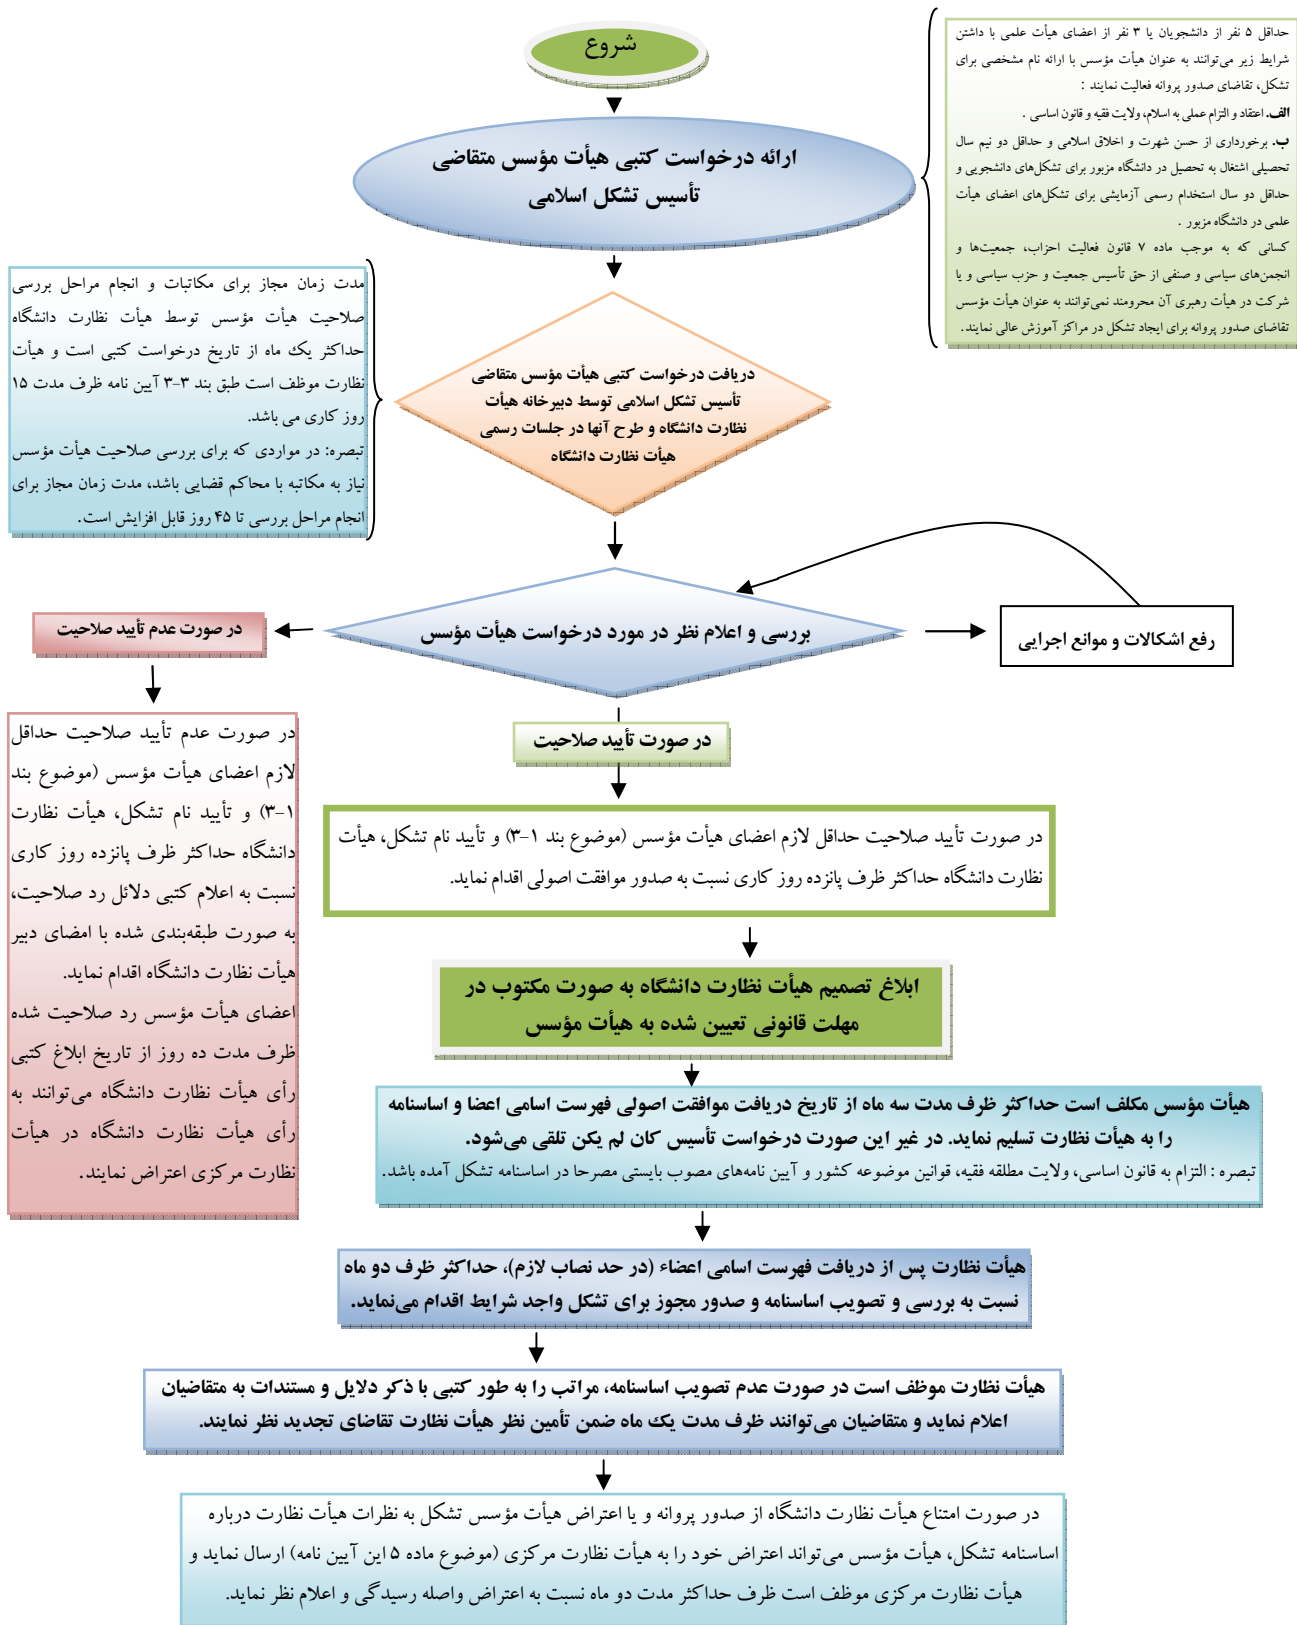 شروع
حداقل ۵ نفر از دانشجویان یا ۳ نفر از اعضای هیأت علمی با داشتن
شرایط زیر می‌توانند به عنوان هیأت مؤسس با ارائه نام مشخصی برای
تشکل، تقاضای صدور پروانه فعالیت نمایند :
الف. اعتقاد و التزام عملی به اسلام، ولایت فقیه و قانون اساسی .
ب. برخورداری از حسن شهرت و اخلاق اسلامی و حداقل دو نیم سال
تحصیلی اشتغال به تحصیل در دانشگاه مزبور برای تشکل‌های دانشجویی و
حداقل دو سال استخدام رسمی آزمایشی برای تشکل‌های اعضای هیأت
علمی در دانشگاه مزبور .
کسانی که به موجب ماده ۷ قانون فعالیت احزاب، جمعیت‌ها و
انجمن‌های سیاسی و صنفی از حق تأسیس جمعیت و حزب سیاسی و یا
شرکت در هیأت رهبری آن محرومند نمی‌توانند به عنوان هیأت مؤسس
تقاضای صدور پروانه برای ایجاد تشکل در مراکز آموزش عالی نمایند.
ارائه درخواست کتبی هیأت مؤسس متقاضی
تأسیس تشکل اسلامی
مدت زمان مجاز برای مکاتبات و انجام مراحل بررسی
صلاحیت هیأت مؤسس توسط هیأت نظارت دانشگاه
حداکثر یک ماه از تاریخ درخواست کتبی است و هیأت
نظارت موظف است طبق بند ۳-۳ آیین نامه ظرف مدت ۱۵
روز کاری می باشد.
تبصره: در مواردی که برای بررسی صلاحیت هیأت مؤسس
نیاز به مکاتبه با محاکم قضایی باشد، مدت زمان مجاز برای
انجام مراحل بررسی تا ۴۵ روز قابل افزایش است.
دریافت درخواست کتبی هیأت مؤسس متقاضی
تأسیس تشکل اسلامی توسط دبیرخانه هیأت
نظارت دانشگاه و طرح آنها در جلسات رسمی
هیأت نظارت دانشگاه
بررسی و اعلام نظر در مورد درخواست هیأت مؤسس
رفع اشکالات و موانع اجرایی
در صورت عدم تأیید صلاحیت
در صورت عدم تأیید صلاحیت حداقل
لازم اعضای هیأت مؤسس (موضوع بند
۳-۱) و تأیید نام تشکل، هیأت نظارت
دانشگاه حداکثر ظرف پانزده روز کاری
نسبت به اعلام کتبی دلائل رد صلاحیت،
به صورت طبقه‌بندی شده با امضای دبیر
هیأت نظارت دانشگاه اقدام نماید.
اعضای هیأت مؤسس رد صلاحیت شده
ظرف مدت ده روز از تاریخ ابلاغ کتبی
رأی هیأت نظارت دانشگاه می‌توانند به
رأی هیأت نظارت دانشگاه در هیأت
نظارت مرکزی اعتراض نمایند.
در صورت تأیید صلاحیت
در صورت تأیید صلاحیت حداقل لازم اعضای هیأت مؤسس (موضوع بند ۳-۱) و تأیید نام تشکل، هیأت
نظارت دانشگاه حداکثر ظرف پانزده روز کاری نسبت به صدور موافقت اصولی اقدام نماید.
ابلاغ تصمیم هیأت نظارت دانشگاه به صورت مکتوب در
مهلت قانونی تعیین شده به هیأت مؤسس
هیأت مؤسس مکلف است حداکثر ظرف مدت سه ماه از تاریخ دریافت موافقت اصولی فهرست اسامی اعضا و اساسنامه
را به هیأت نظارت تسلیم نماید. در غیر این صورت درخواست تأسیس کان لم یکن تلقی می‌شود.
تبصره : التزام به قانون اساسی، ولایت مطلقه فقیه، قوانین موضوعه کشور و آیین نامه‌های مصوب بایستی مصرحا در اساسنامه تشکل آمده باشد.
هیأت نظارت پس از دریافت فهرست اسامی اعضاء (در حد نصاب لازم)، حداکثر ظرف دو ماه
نسبت به بررسی و تصویب اساسنامه و صدور مجوز برای تشکل واجد شرایط اقدام می‌نماید.
هیأت نظارت موظف است در صورت عدم تصویب اساسنامه، مراتب را به طور کتبی با ذکر دلایل و مستندات به متقاضیان
اعلام نماید و متقاضیان می‌توانند ظرف مدت یک ماه ضمن تأمین نظر هیأت نظارت تقاضای تجدید نظر نمایند.
در صورت امتناع هیأت نظارت دانشگاه از صدور پروانه و یا اعتراض هیأت مؤسس تشکل به نظرات هیأت نظارت درباره
اساسنامه تشکل، هیأت مؤسس می‌تواند اعتراض خود را به هیأت نظارت مرکزی (موضوع ماده ۵ این آیین نامه) ارسال نماید و
هیأت نظارت مرکزی موظف است ظرف حداکثر مدت دو ماه نسبت به اعتراض واصله رسیدگی و اعلام نظر نماید.